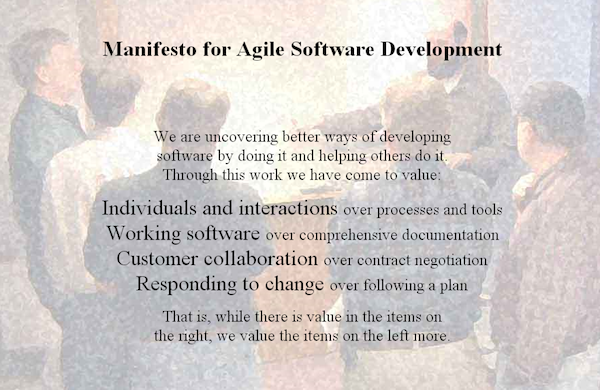 Manifesto for Agile Software Development
We are uncovering better ways of developing
software by doing it and helping others do it.
Through this work we have come to value:
Individuals and interactions over processes and tools
Working software over comprehensive documentation
Customer collaboration over contract negotiation
Responding to change over following a plan
That is, while there is value in the items on
the right, we value the items on the left more.